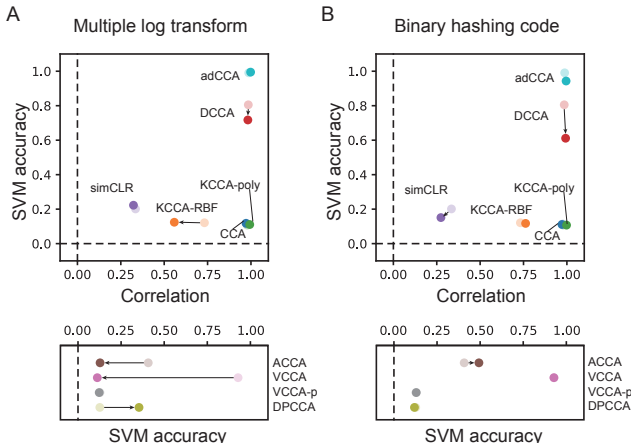 A
Multiple log transform
1.0
0.8
0.6
0.4
0.2
0.0
SVM accuracy
adCCA
DCCA
simCLR
KCCA-poly
KCCA-RBF
CCA
0.00 0.25 0.50 0.75 1.00
Correlation
0.00 0.25 0.50 0.75 1.00
ACCA
VCCA
VCCA-p
DPCCA
SVM accuracy
B
Binary hashing code
1.0
0.8
0.6
0.4
0.2
0.0
SVM accuracy
adCCA
DCCA
simCLR
KCCA-poly
KCCA-RBF
CCA
0.00 0.25 0.50 0.75 1.00
Correlation
0.00 0.25 0.50 0.75 1.00
ACCA
VCCA
VCCA-p
DPCCA
SVM accuracy